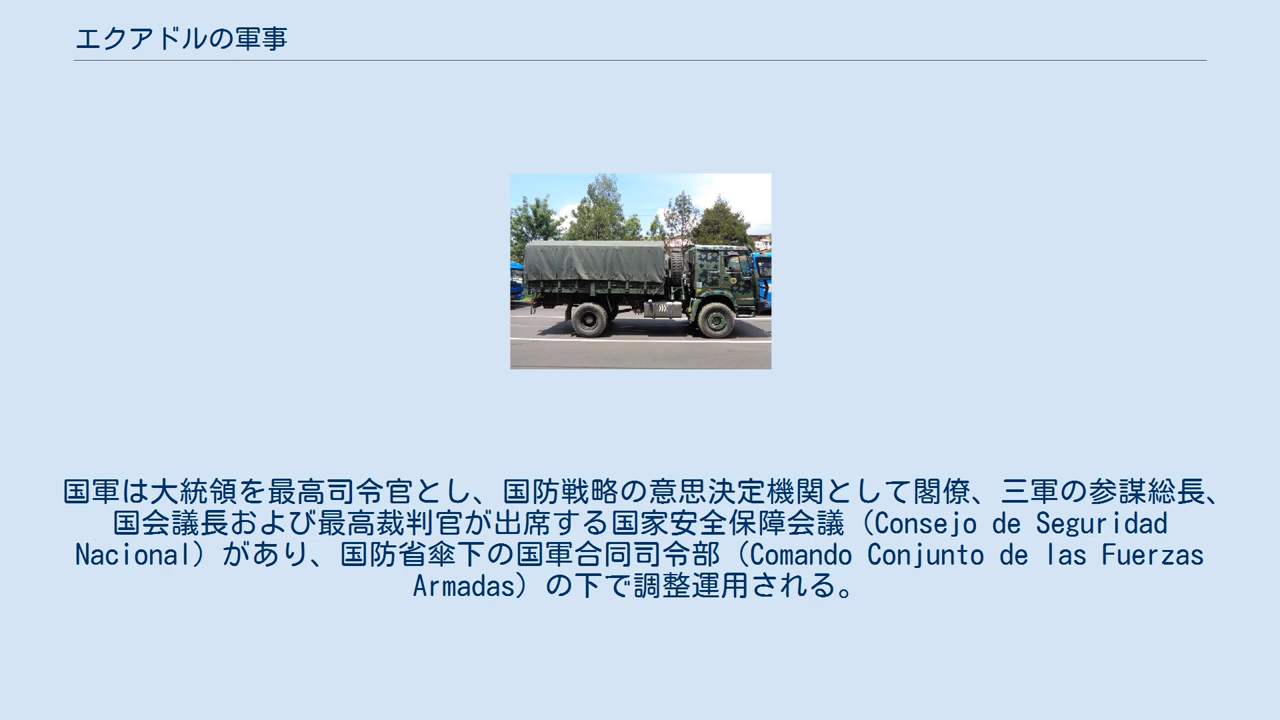 エクアドルの軍事
国軍は大統領を最高司令官とし、国防戦略の意思決定機関として閣僚、三軍の参謀総長、
国会議長および最高裁判官が出席する国家安全保障会議（Consejo de Seguridad
Nacional）があり、国防省傘下の国軍合同司令部（Comando Conjunto de las Fuerzas
Armadas）の下で調整運用される。